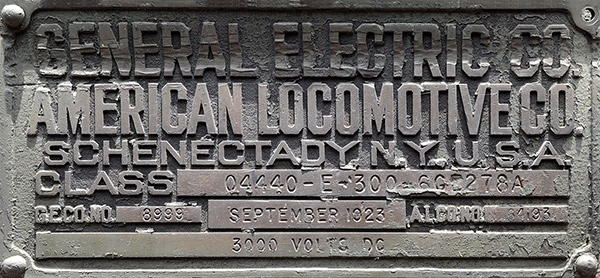 GENERAL ELECTRIC CO.
AMERICAN LOCOMOTIVE CO.
SCHENECTADY N.Y. U.S.A.
CLASS 04440-E-300-6GE278A
G.E.CO.NO. 8999 SEPTEMBER 1923 A.L.CO.NO.
3000 VOLTS DC